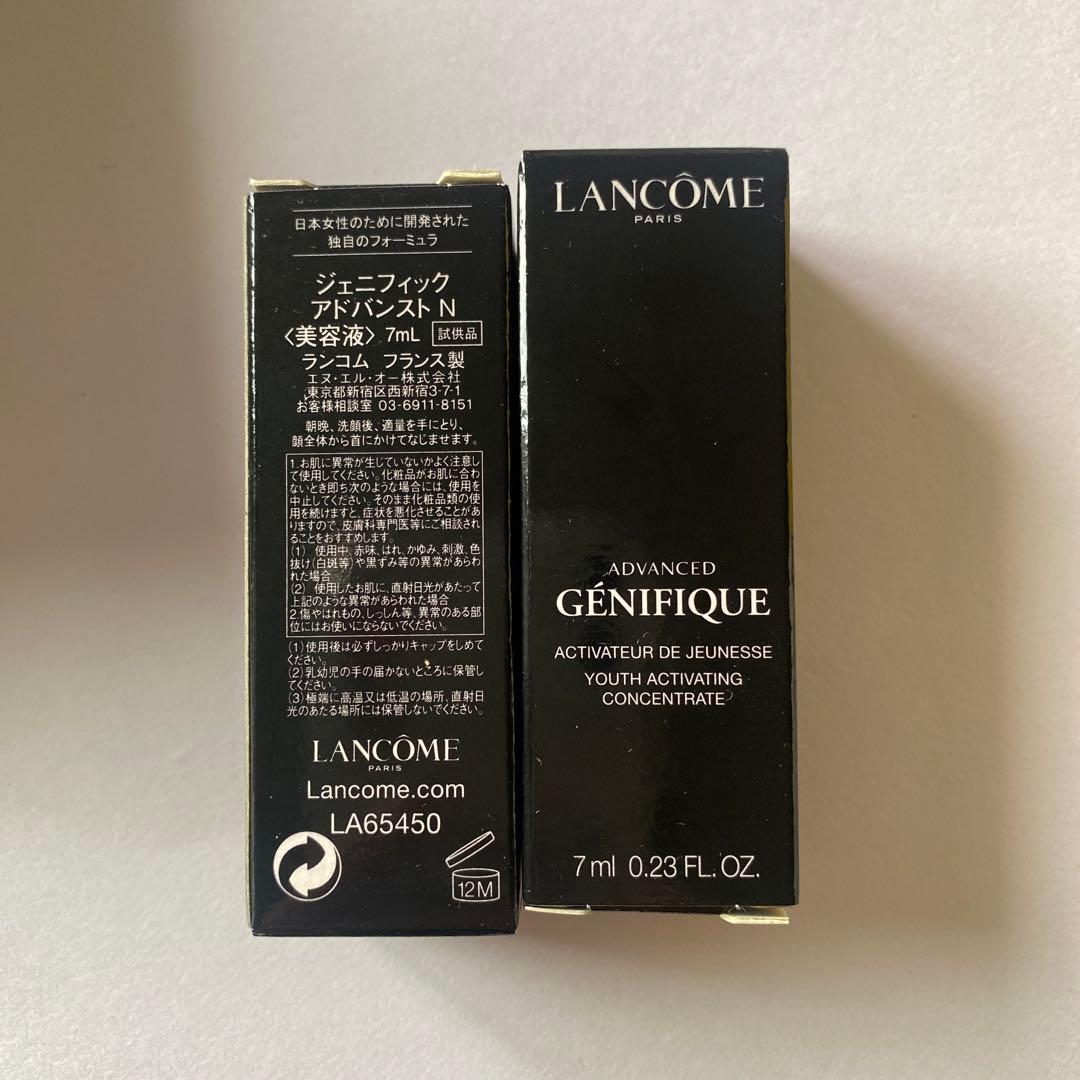 日本女性のために開発された
独自のフォーミュラ
ジェニフィック
アドバンスト N
〈美容液〉 7mL 試供品
ランコム フランス製
エヌ・エル・オー株式会社
東京都新宿区西新宿3-7-1
お客様相談室 03-6911-8151
朝晩、洗顔後、適量を手にとり、
顔全体から首にかけてなじませます。
1.お肌に異常が生じていないかよく注意し
て使用してください。化粧品がお肌に合わ
ないとき即ち次のような場合には、使用を
中止してください。そのまま化粧品類の使
用を続けますと、症状を悪化させることがあ
りますので、皮膚科専門医等にご相談され
ることをおすすめします。
(1) 使用中、赤味、はれ、かゆみ、刺激、色
抜け(白斑等)や黒ずみ等の異常があらわ
れた場合
(2) 使用したお肌に、直射日光があたって
上記のような異常があらわれた場合
2.傷やはれもの、しっしん等、異常のある部
位にはお使いにならないでください。
(1)使用後は必ずしっかりキャップをしめて
ください。
(2)乳幼児の手の届かないところに保管し
てください。
(3)極端に高温又は低温の場所、直射日
光のあたる場所には保管しないでください。
LANCÔME
PARIS
Lancome.com
LA65450
12M
LANCÔME
PARIS
ADVANCED
GÉNIFIQUE
ACTIVATEUR DE JEUNESSE
YOUTH ACTIVATING
CONCENTRATE
7 ml 0.23 FL. OZ.